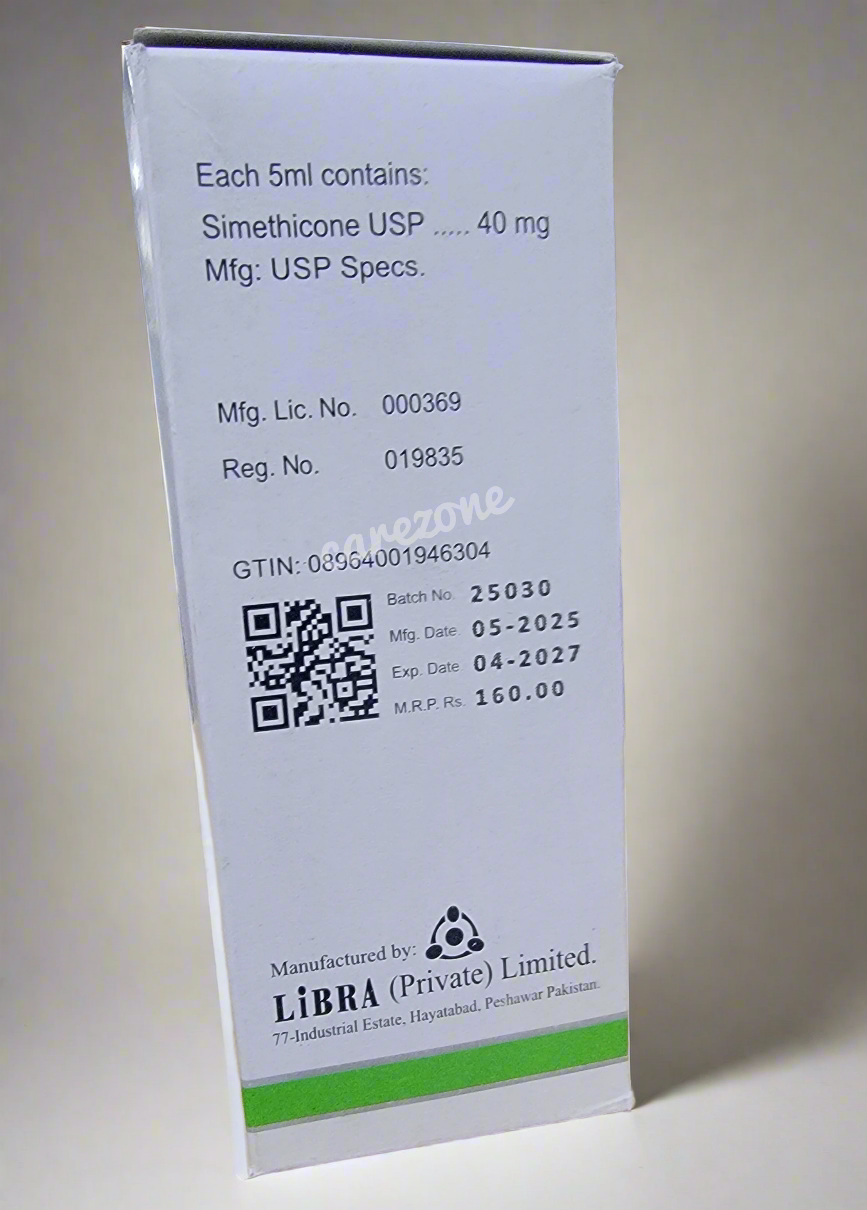 Each 5ml contains:
Simethicone USP ..... 40 mg
Mfg: USP Specs.
Mfg. Lic. No. 000369
Reg. No. 019835
carezone
GTIN: 08964001946304
Batch No. 25030
Mfg. Date 05-2025
Exp. Date 04-2027
M.R.P. Rs. 160.00
Manufactured by:
LiBRA (Private) Limited.
77-Industrial Estate, Hayatabad, Peshawar Pakistan.